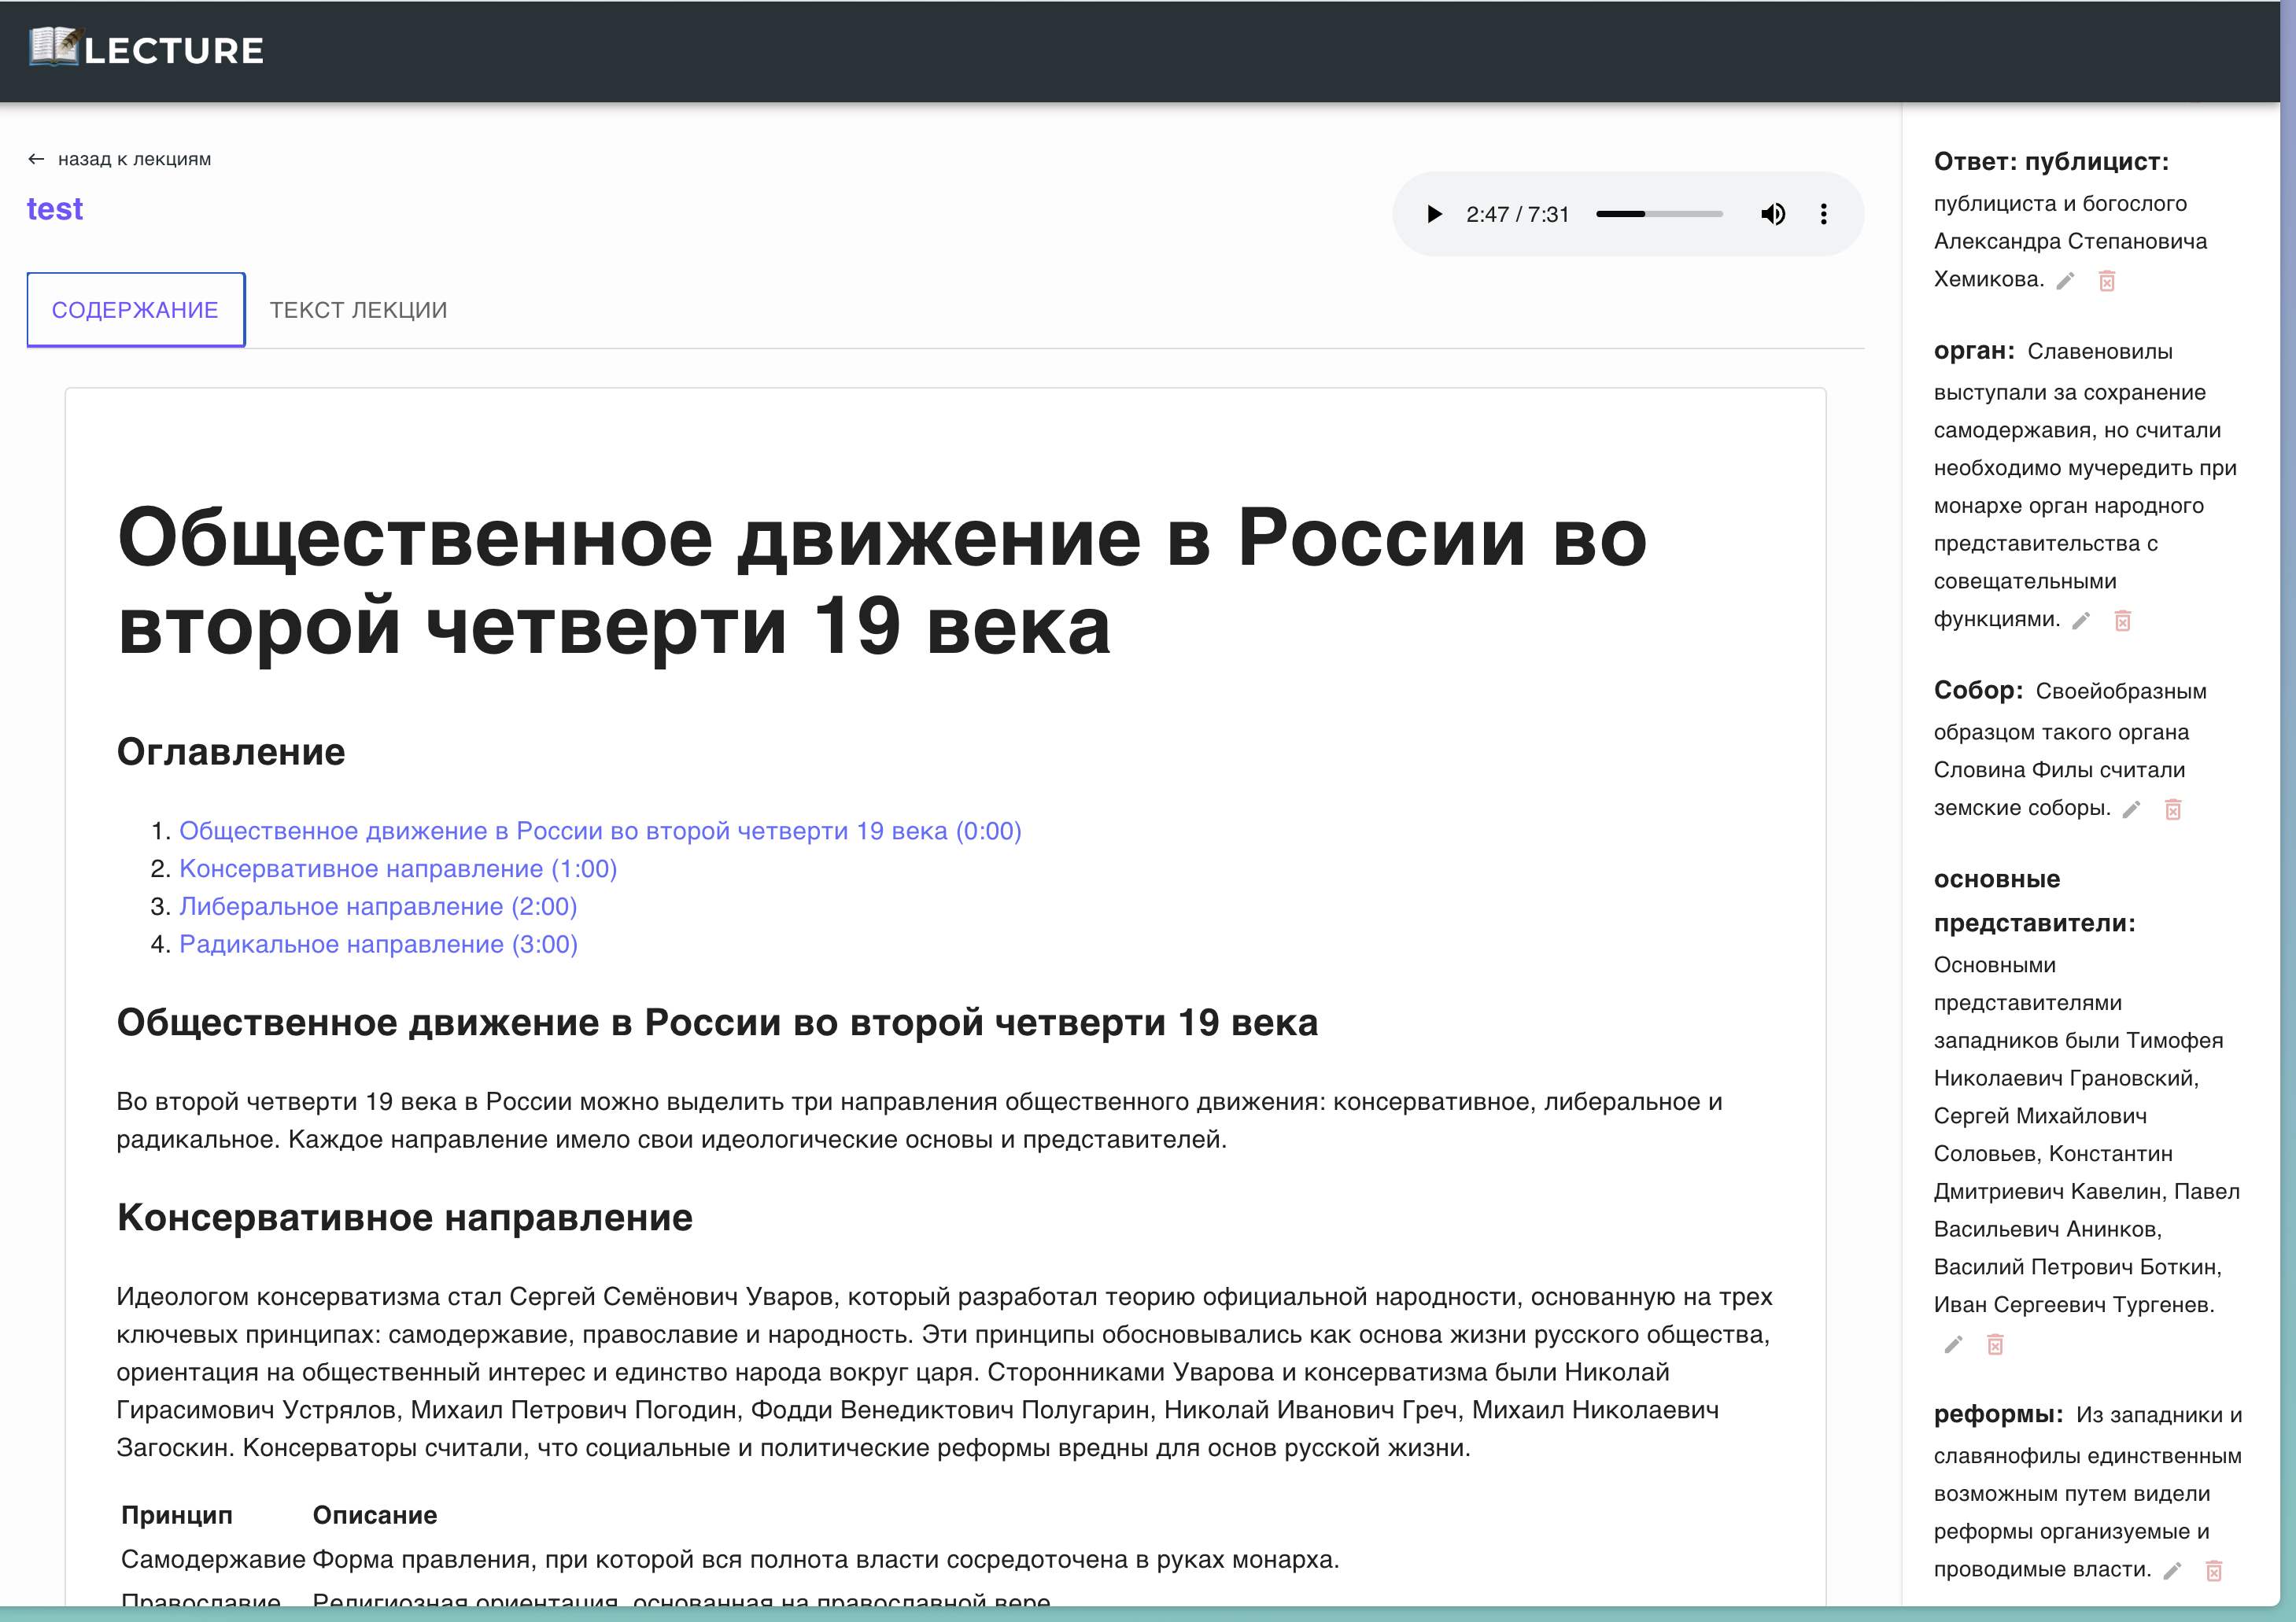 LECTURE
← назад к лекциям
test
2:47 / 7:31
СОДЕРЖАНИЕ
ТЕКСТ ЛЕКЦИИ
Общественное движение в России во
второй четверти 19 века
Оглавление
1. Общественное движение в России во второй четверти 19 века (0:00)
2. Консервативное направление (1:00)
3. Либеральное направление (2:00)
4. Радикальное направление (3:00)
Общественное движение в России во второй четверти 19 века
Во второй четверти 19 века в России можно выделить три направления общественного движения: консервативное, либеральное и
радикальное. Каждое направление имело свои идеологические основы и представителей.
Консервативное направление
Идеологом консерватизма стал Сергей Семёнович Уваров, который разработал теорию официальной народности, основанную на трех
ключевых принципах: самодержавие, православие и народность. Эти принципы обосновывались как основа жизни русского общества,
ориентация на общественный интерес и единство народа вокруг царя. Сторонниками Уварова и консерватизма были Николай
Гирасимович Устрялов, Михаил Петрович Погодин, Фодди Венедиктович Полугарин, Николай Иванович Греч, Михаил Николаевич
Загоскин. Консерваторы считали, что социальные и политические реформы вредны для основ русской жизни.
Принцип Описание
Самодержавие Форма правления, при которой вся полнота власти сосредоточена в руках монарха.
Православие Религиозная ориентация, основанная на православной вере
Ответ: публицист:
публициста и богослого
Александра Степановича
Хемикова.
орган: Славеновилы
выступали за сохранение
самодержавия, но считали
необходимо мучередить при
монархе орган народного
представительства с
совещательными
функциями.
Собор: Своейобразным
образцом такого органа
Словина Филы считали
земские соборы.
основные
представители:
Основными
представителями
западников были Тимофея
Николаевич Грановский,
Сергей Михайлович
Соловьев, Константин
Дмитриевич Кавелин, Павел
Васильевич Анинков,
Василий Петрович Боткин,
Иван Сергеевич Тургенев.
реформы: Из западники и
славянофилы единственным
возможным путем видели
реформы организуемые и
проводимые власти.